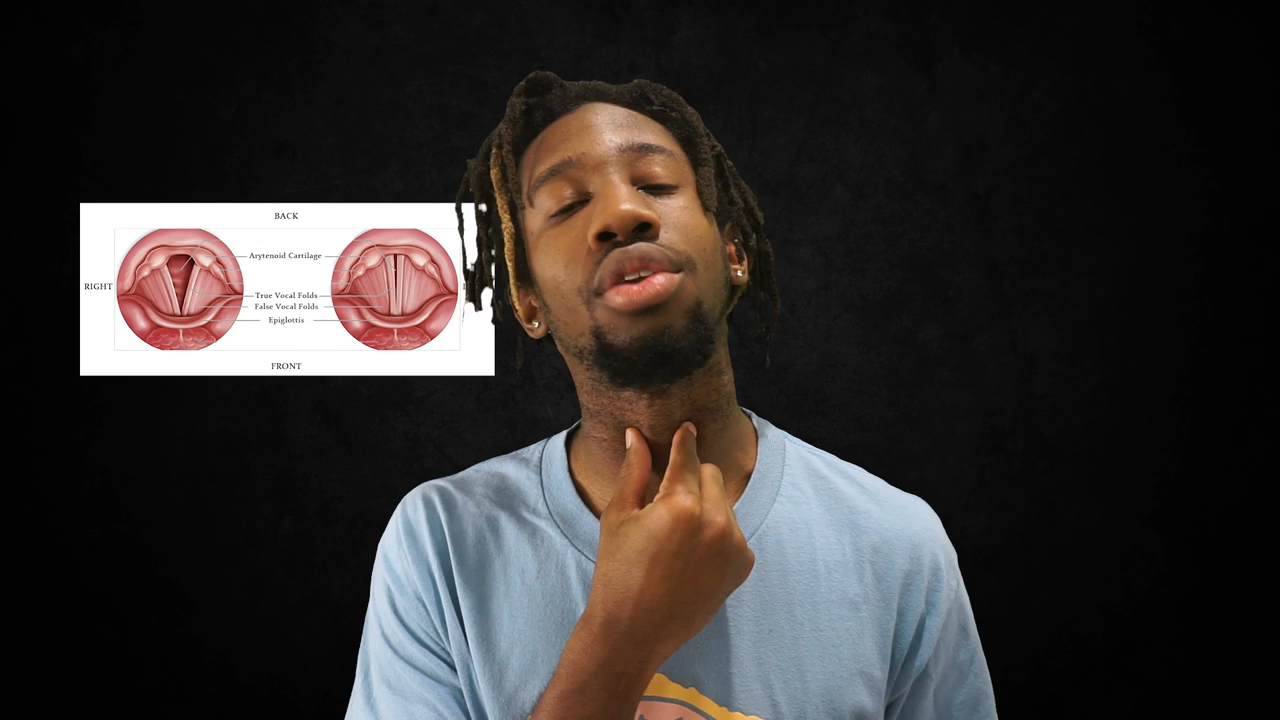 BACK
Arytenoid Cartilage
RIGHT
True Vocal Folds
False Vocal Folds
Epiglottis
FRONT